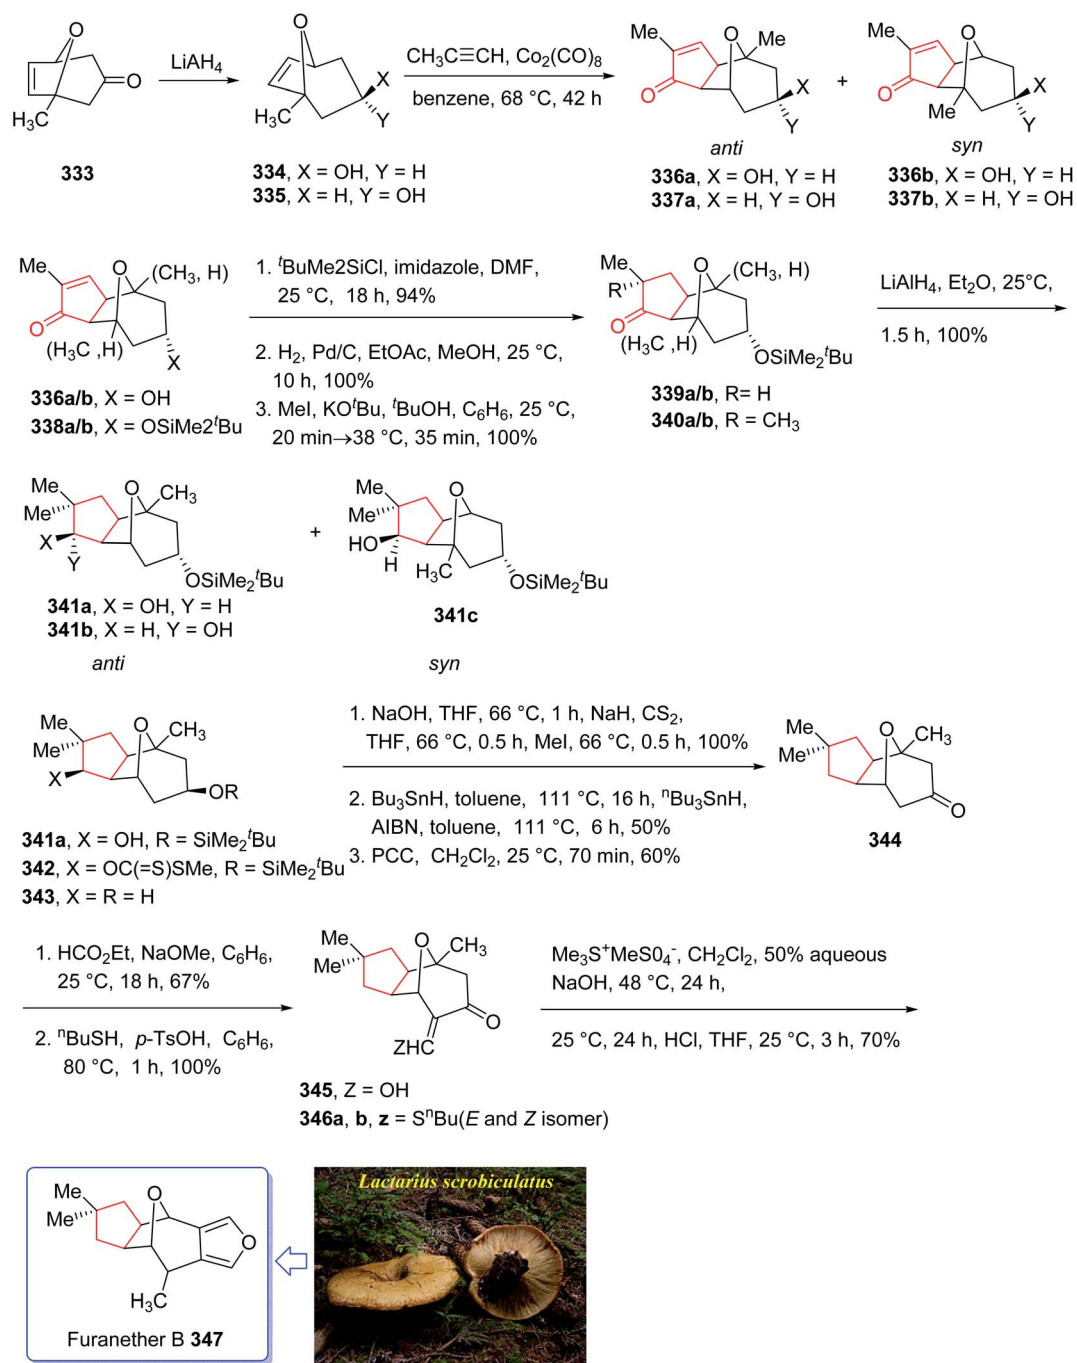 O
O
LiAH₄
O
H₃C
333
H₃C
X
Y
334, X = OH, Y = H
335, X = H, Y = OH
CH₃C≡CH, Co₂(CO)₈
benzene, 68 °C, 42 h
Me
O
Me
O
X
Y
anti
336a, X = OH, Y = H
337a, X = H, Y = OH
+
Me
O
O
Me
X
Y
syn
336b, X = OH, Y = H
337b, X = H, Y = OH
Me
O
(CH₃, H)
O
(H₃C ,H)
X
336a/b, X = OH
338a/b, X = OSiMe2ᵗBu
1. ᵗBuMe2SiCl, imidazole, DMF,
25 °C, 18 h, 94%
2. H₂, Pd/C, EtOAc, MeOH, 25 °C,
10 h, 100%
3. MeI, KOᵗBu, ᵗBuOH, C₆H₆, 25 °C,
20 min→38 °C, 35 min, 100%
Me
R
O
(CH₃, H)
O
(H₃C ,H)
OSiMe₂ᵗBu
339a/b, R= H
340a/b, R = CH₃
LiAlH₄, Et₂O, 25°C,
1.5 h, 100%
Me
Me
O
CH₃
X
Y
OSiMe₂ᵗBu
341a, X = OH, Y = H
341b, X = H, Y = OH
anti
+
Me
Me
O
HO
H
H₃C
OSiMe₂ᵗBu
341c
syn
Me
Me
O
CH₃
X
OR
341a, X = OH, R = SiMe₂ᵗBu
342, X = OC(=S)SMe, R = SiMe₂ᵗBu
343, X = R = H
1. NaOH, THF, 66 °C, 1 h, NaH, CS₂,
THF, 66 °C, 0.5 h, MeI, 66 °C, 0.5 h, 100%
2. Bu₃SnH, toluene, 111 °C, 16 h, ⁿBu₃SnH,
AIBN, toluene, 111 °C, 6 h, 50%
3. PCC, CH₂Cl₂, 25 °C, 70 min, 60%
Me
Me
O
CH₃
O
344
1. HCO₂Et, NaOMe, C₆H₆,
25 °C, 18 h, 67%
2. ⁿBuSH, p-TsOH, C₆H₆,
80 °C, 1 h, 100%
Me
Me
O
CH₃
O
ZHC
345, Z = OH
346a, b, z = SⁿBu(E and Z isomer)
Me₃S⁺MeS0₄⁻, CH₂Cl₂, 50% aqueous
NaOH, 48 °C, 24 h,
25 °C, 24 h, HCl, THF, 25 °C, 3 h, 70%
Me
Me
O
O
H₃C
Furanether B 347
Lactarius scrobiculatus